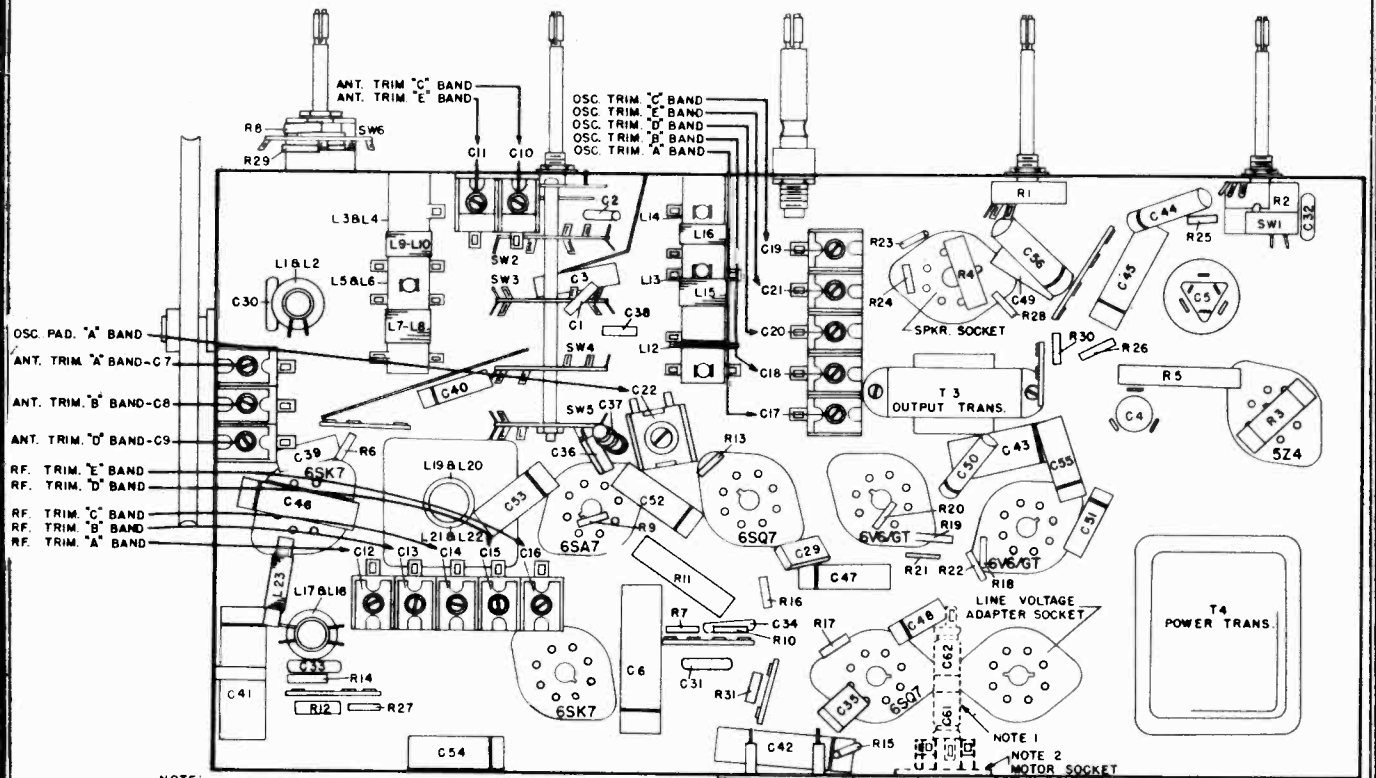 ANT. TRIM "C" BAND
ANT. TRIM. "E" BAND
OSC. TRIM. "C" BAND
OSC. TRIM. "E" BAND
OSC. TRIM. "D" BAND
OSC. TRIM. "B" BAND
OSC. TRIM. "A" BAND
R8
SW6
R29
C11
C10
R1
R2
SW1
C32
C2
C44
R25
L3&L4
L14
L9-L10
L16
SW2
C19
R23
C56
C45
L1&L2
L5&L6
SW3
C3
L13
R4
C30
C21
R24
C49
C5
L15
R28
L7-L8
C1
C38
C20
SPKR. SOCKET
OSC. PAD. "A" BAND
SW4
L12
R30
R26
ANT. TRIM "A" BAND-C7
C18
R5
C40
C22
T3
OUTPUT TRANS.
R3
ANT. TRIM. "B" BAND-C8
SW5
C37
C17
C4
ANT. TRIM. "D" BAND-C9
C39
R6
C36
R13
C43
C50
C55
5Z4
6SK7
L19&L20
RF. TRIM. "E" BAND
RF. TRIM. "D" BAND
C46
C53
C52
R20
C51
RF. TRIM. "C" BAND
RF. TRIM. "B" BAND
RF. TRIM. "A" BAND
L21&L22
R9
R19
6SA7
6SQ7
6V6/GT
C12
C13
C14
C15
C16
C29
R21
R22
6V6/GT
R18
L23
R11
C47
L17&L18
R16
LINE VOLTAGE
ADAPTER SOCKET
T4
POWER TRANS.
R7
C34
R10
C48
R17
C62
C33
R14
C6
C31
C41
R31
C35
R12
R27
6SK7
6SQ7
C61
NOTE 1
C54
C42
R15
NOTE 2
MOTOR SOCKET
NOTE: